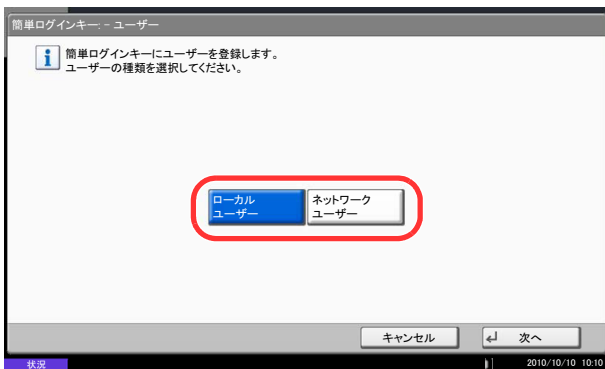 簡単ログインキー: - ユーザー
簡単ログインキーにユーザーを登録します。
ユーザーの種類を選択してください。
ローカル
ユーザー
ネットワーク
ユーザー
キャンセル
次へ
状況
2010/10/10 10:10